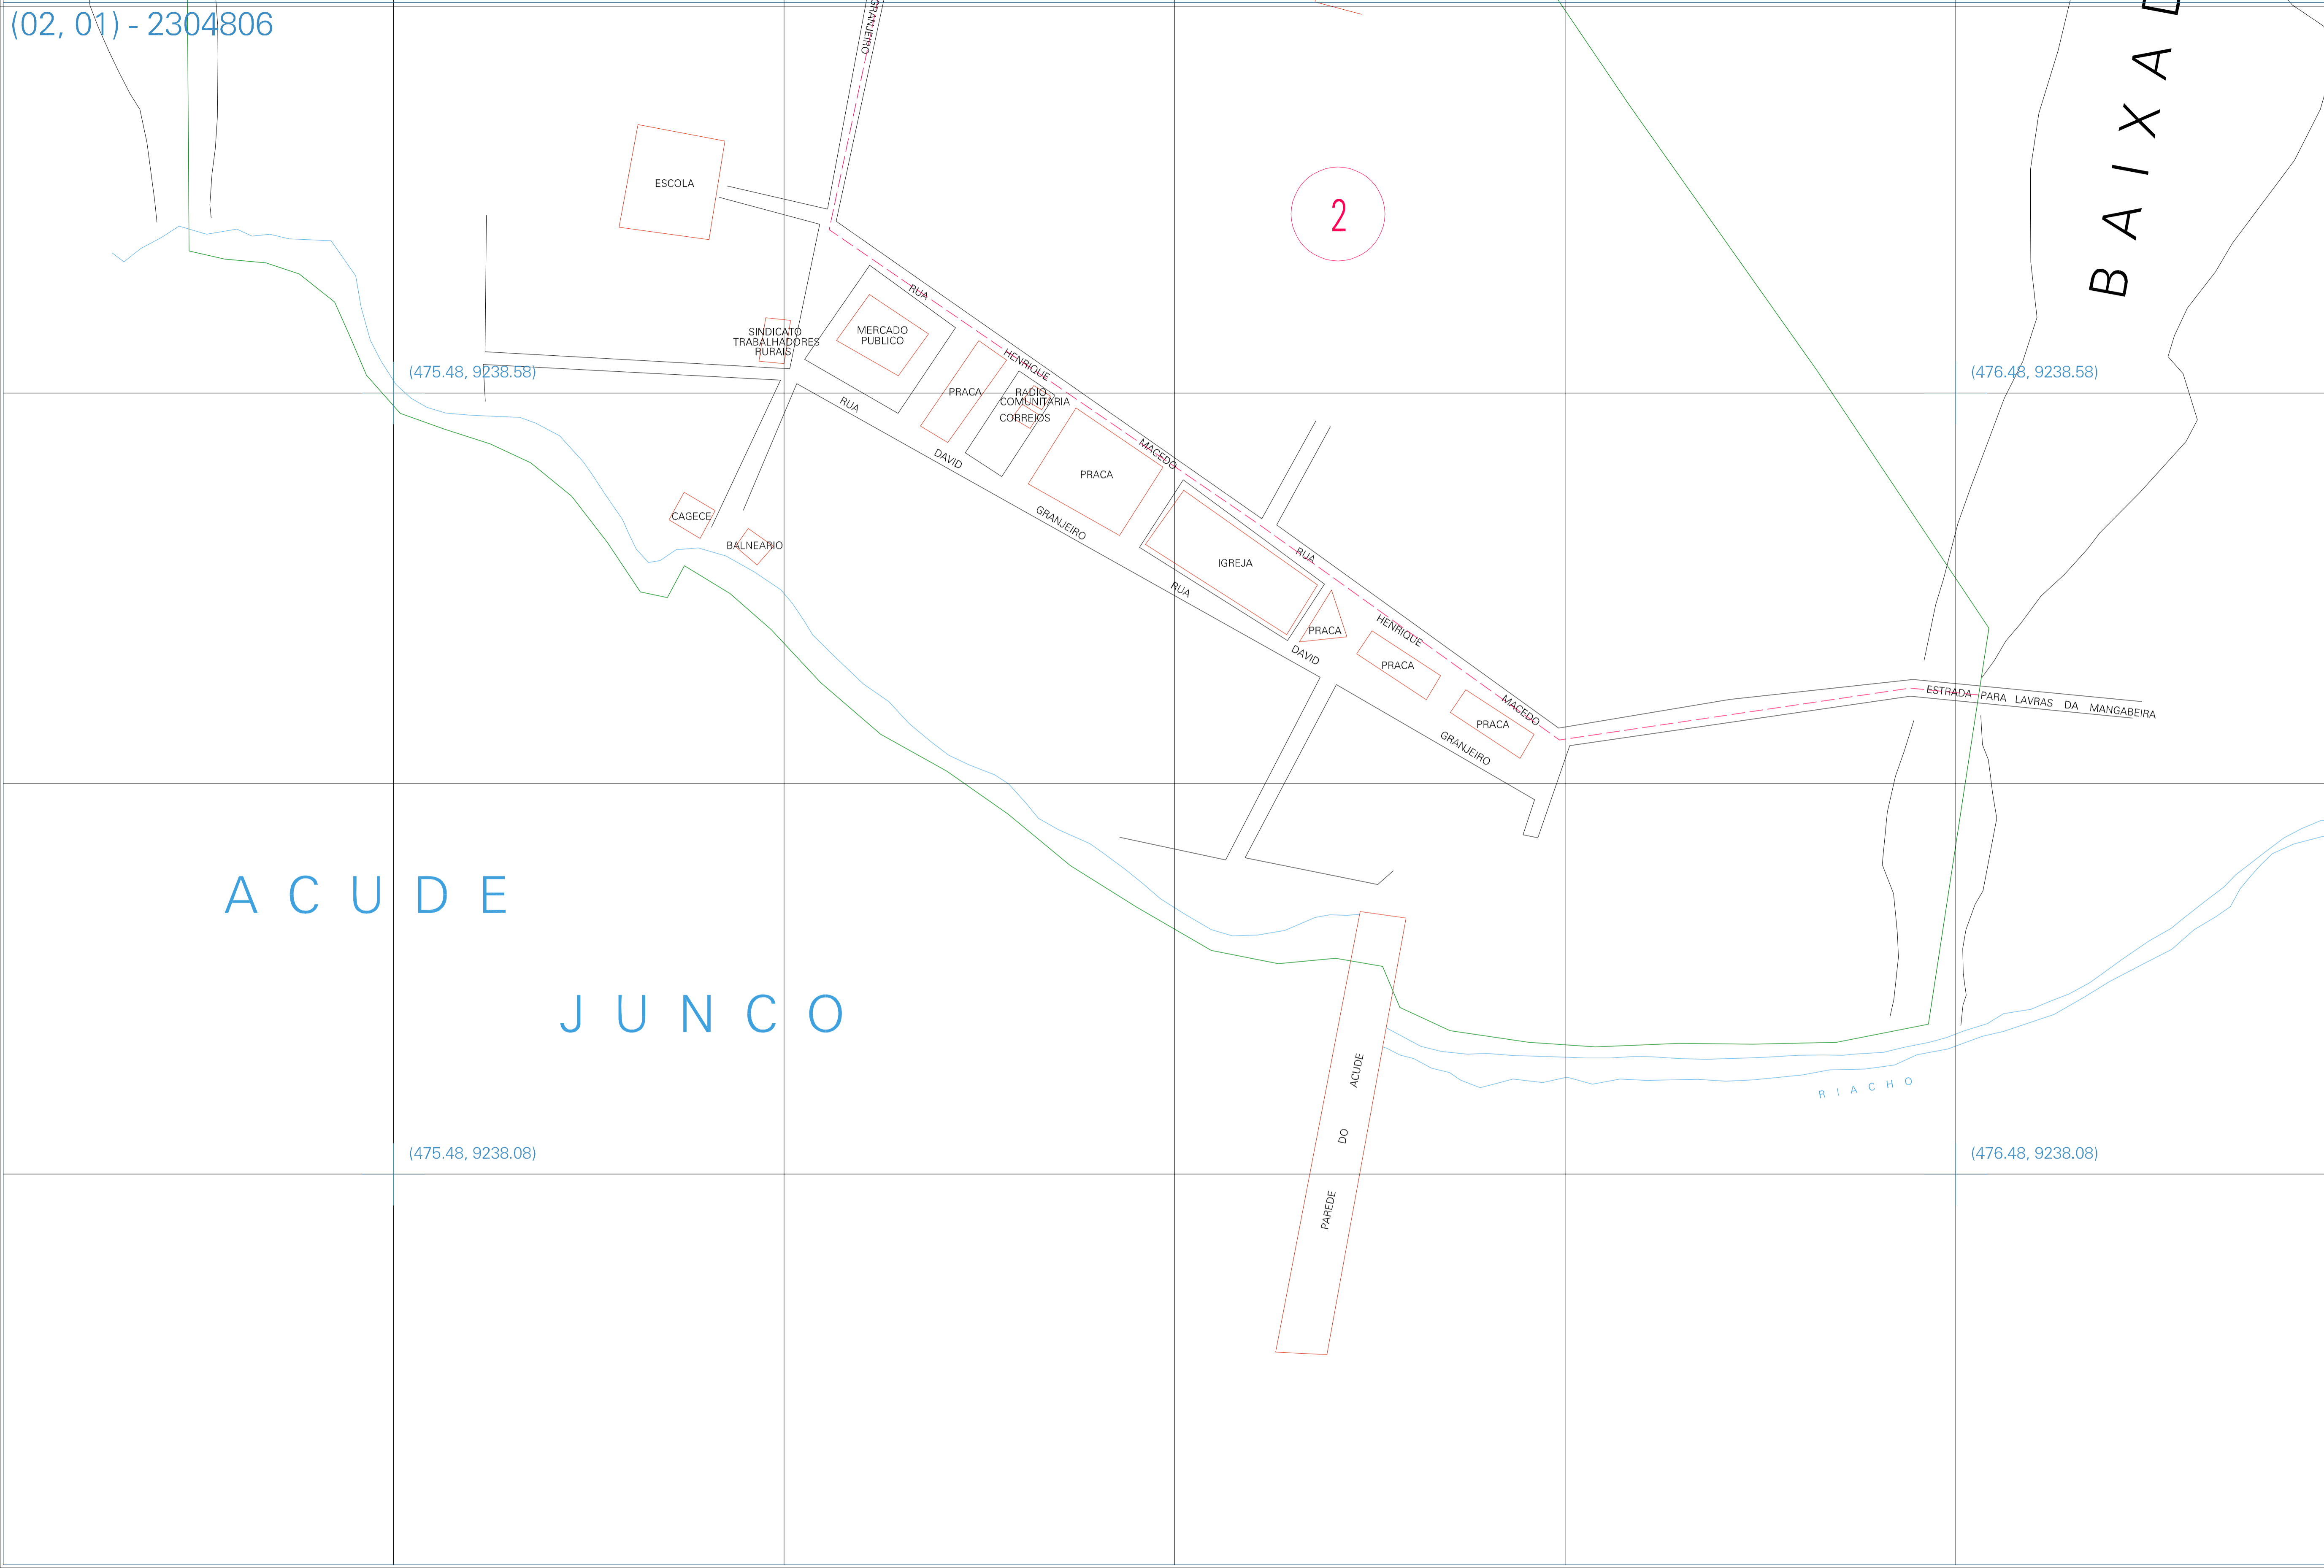 (02, 01) - 2304806
GRANJEIRO
BAIXA
ESCOLA
2
RUA HENRIQUE MACEDO
SINDICATO
TRABALHADORES
RURAIS
MERCADO
PUBLICO
(475.48, 9238.58)
(476.48, 9238.58)
PRACA
RADIO
COMUNITARIA
CORREIOS
RUA DAVID GRANJEIRO
PRACA
CAGECE
BALNEARIO
IGREJA
RUA HENRIQUE MACEDO
RUA DAVID GRANJEIRO
PRACA
PRACA
PRACA
ESTRADA PARA LAVRAS DA MANGABEIRA
ACUDE
JUNCO
PAREDE DO ACUDE
RIACHO
(475.48, 9238.08)
(476.48, 9238.08)